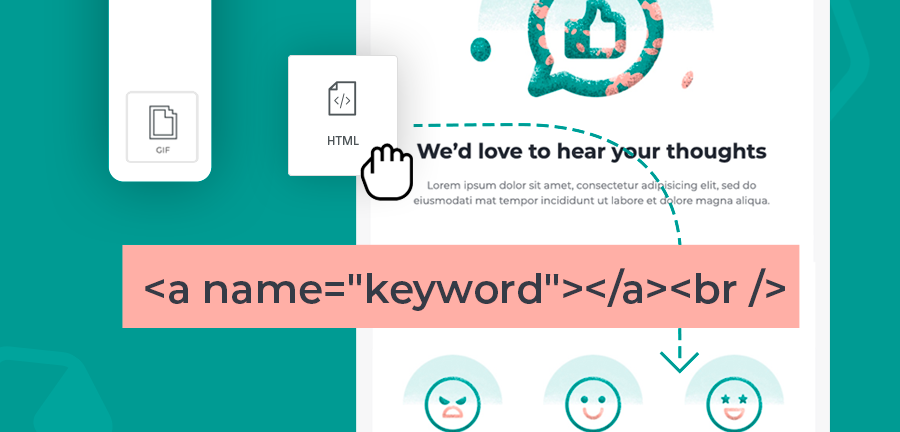 GIF
</>
HTML
We’d love to hear your thoughts
Lorem ipsum dolor sit amet, consectetur adipisicing elit, sed do
eiusmodati mat tempor incididunt ut labore et dolore magna aliqua.
<a name="keyword"></a><br />